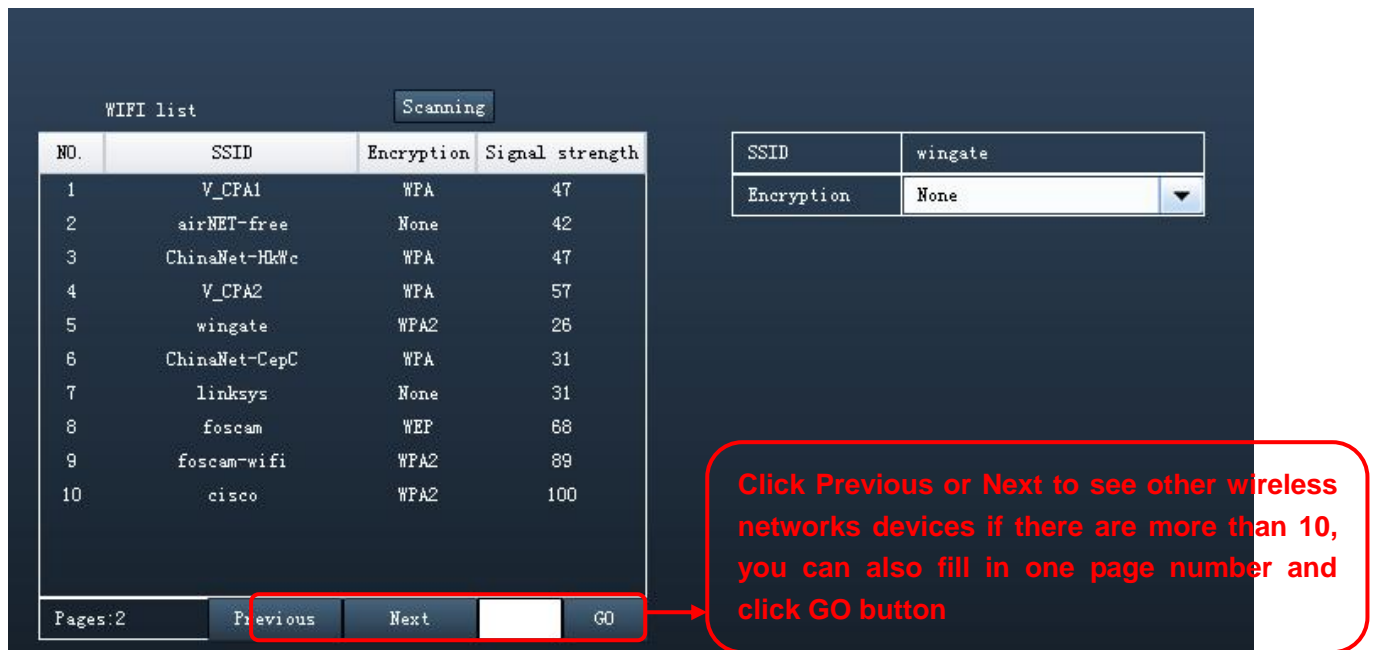 WIFI list Scanning
NO. SSID Encryption Signal strength
1 V_CPA1 WPA 47
2 airNET-free None 42
3 ChinaNet-HkWc WPA 47
4 V_CPA2 WPA 57
5 wingate WPA2 26
6 ChinaNet-CepC WPA 31
7 linksys None 31
8 foscam WEP 68
9 foscam-wifi WPA2 89
10 cisco WPA2 100
Pages:2 Previous Next GO
SSID wingate
Encryption None
Click Previous or Next to see other wireless
networks devices if there are more than 10,
you can also fill in one page number and
click GO button